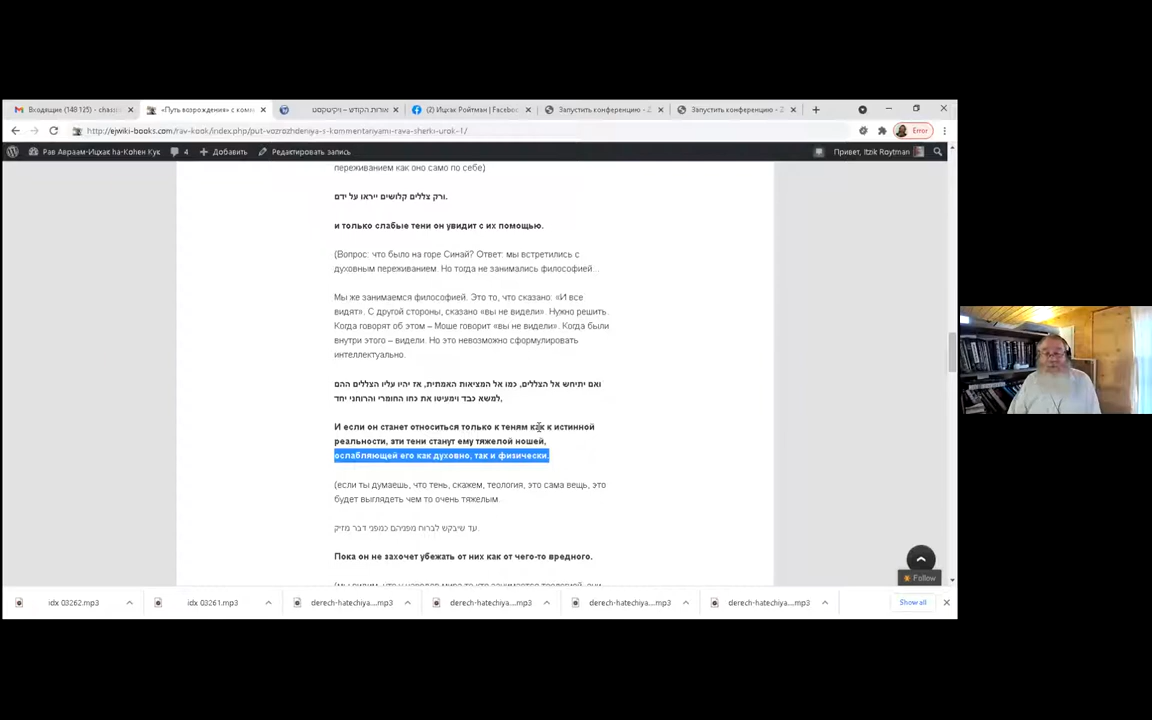 Входящие (148 125) - chass
«Путь возрождения» с комм
אורות הקודש – ויקיטקסט
(2) Ицхак Ройтман | Facebook
Запустить конференцию - Z
Запустить конференцию - Z
http://ejwiki-books.com/rav-kook/index.php/put-vozrozhdeniya-s-kommentariyami-rava-sherki-urok-1/
Error
Рав Авраам-Ицхак ha-Коhен Кук 4 Добавить Редактировать запись
Привет, Itzik Roytman
переживанием как оно само по себе)
ורק צללים קלושים ייראו על ידם.
и только слабые тени он увидит с их помощью.
(Вопрос: что было на горе Синай? Ответ: мы встретились с
духовным переживанием. Но тогда не занимались философией...
Мы же занимаемся философией. Это то, что сказано: «И все
видят». С другой стороны, сказано «вы не видели». Нужно решить.
Когда говорят об этом – Моше говорит «вы не видели». Когда были
внутри этого – видели. Но это невозможно сформулировать
интеллектуально.
ואם יתיחש אל הצללים, כמו אל המציאות האמתית, אז יהיו עליו הצללים ההם
למשא כבד וימעיטו את כחו החומרי והרוחני יחד,
И если он станет относиться только к теням как к истинной
реальности, эти тени станут ему тяжелой ношей,
ослабляющей его как духовно, так и физически.
(если ты думаешь, что тень, скажем, теология, это сама вещь, это
будет выглядеть чем то очень тяжелым
עד שיבקש לברוח מפניהם כמפני דבר מזיק.
Пока он не захочет убежать от них как от чего-то вредного.
Follow
idx 03262.mp3
idx 03261.mp3
derech-hatechiya....mp3
derech-hatechiya....mp3
derech-hatechiya....mp3
derech-hatechiya....mp3
Show all